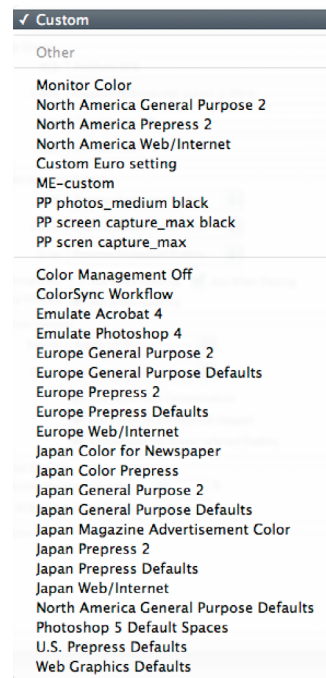 ✓ Custom
Other
Monitor Color
North America General Purpose 2
North America Prepress 2
North America Web/Internet
Custom Euro setting
ME-custom
PP photos_medium black
PP screen capture_max black
PP scren capture_max
Color Management Off
ColorSync Workflow
Emulate Acrobat 4
Emulate Photoshop 4
Europe General Purpose 2
Europe General Purpose Defaults
Europe Prepress 2
Europe Prepress Defaults
Europe Web/Internet
Japan Color for Newspaper
Japan Color Prepress
Japan General Purpose 2
Japan General Purpose Defaults
Japan Magazine Advertisement Color
Japan Prepress 2
Japan Prepress Defaults
Japan Web/Internet
North America General Purpose Defaults
Photoshop 5 Default Spaces
U.S. Prepress Defaults
Web Graphics Defaults